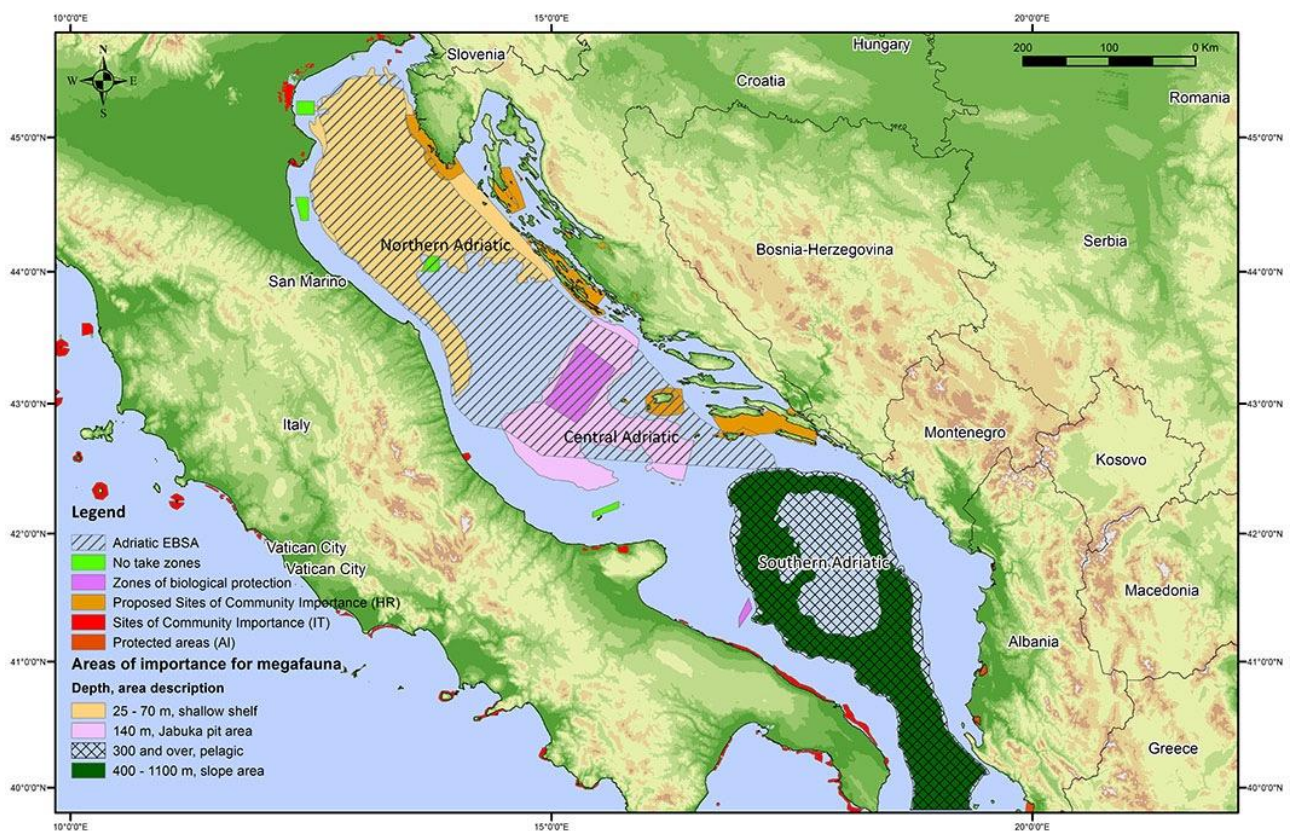 10°0'0"E
15°0'0"E
20°0'0"E
N
W E
S
Slovenia
Hungary
200 100 0 Km
Croatia
Romania
45°0'0"N
45°0'0"N
Northern Adriatic
Bosnia-Herzegovina
Serbia
44°0'0"N
44°0'0"N
San Marino
43°0'0"N
43°0'0"N
Italy
Central Adriatic
Montenegro
Kosovo
Legend
42°0'0"N
42°0'0"N
Adriatic EBSA
Vatican City
No take zones
Vatican City
Southern Adriatic
Zones of biological protection
Macedonia
Proposed Sites of Community Importance (HR)
Sites of Community Importance (IT)
Protected areas (Al)
Albania
41°0'0"N
41°0'0"N
Areas of importance for megafauna
Depth, area description
25 - 70 m, shallow shelf
140 m, Jabuka pit area
300 and over, pelagic
Greece
400 - 1100 m, slope area
40°0'0"N
40°0'0"N
10°0'0"E
15°0'0"E
20°0'0"E